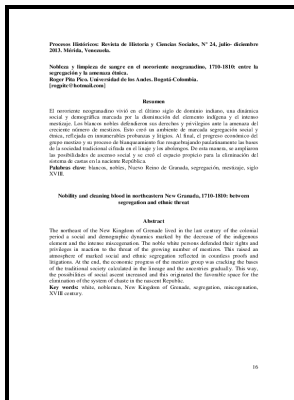 Procesos Históricos: Revista de Historia y Ciencias Sociales, Nº 24, julio- diciembre
2013. Mérida, Venezuela.
Nobleza y limpieza de sangre en el nororiente neogranadino, 1710-1810: entre la
segregación y la amenaza étnica.
Roger Pita Pico. Universidad de los Andes. Bogotá-Colombia.
[rogpitc@hotmail.com]
Resumen
El nororiente neogranadino vivió en el último siglo de dominio indiano, una dinámica
social y demográfica marcada por la disminución del elemento indígena y el intenso
mestizaje. Los blancos nobles defendieron sus derechos y privilegios ante la amenaza del
creciente número de mestizos. Esto creó un ambiente de marcada segregación social y
étnica, reflejada en innumerables probanzas y litigios. Al final, el progreso económico del
grupo mestizo y su proceso de blanqueamiento fue resquebrajando paulatinamente las bases
de la sociedad tradicional cifrada en el linaje y los abolengos. De esta manera, se ampliaron
las posibilidades de ascenso social y se creó el espacio propicio para la eliminación del
sistema de castas en la naciente República.
Palabras clave: blancos, nobles, Nuevo Reino de Granada, segregación, mestizaje, siglo
XVIII.
Nobility and cleaning blood in northeastern New Granada, 1710-1810: between
segregation and ethnic threat
Abstract
The northeast of the New Kingdom of Grenade lived in the last century of the colonial
period a social and demographic dynamics marked by the decrease of the indigenous
element and the intense miscegenation. The noble white persons defended their rights and
privileges in reaction to the threat of the growing number of mestizos. This raised an
atmosphere of marked social and ethnic segregation reflected in countless proofs and
litigations. At the end, the economic progress of the mestizo group was cracking the bases
of the traditional society calculated in the lineage and the ancestries gradually. This way,
the possibilities of social ascent increased and this originated the favourable space for the
elimination of the system of chaste in the nascent Republic.
Key words: white, noblemen, New Kingdom of Grenada, segregation, miscegenation,
XVIII century.
16